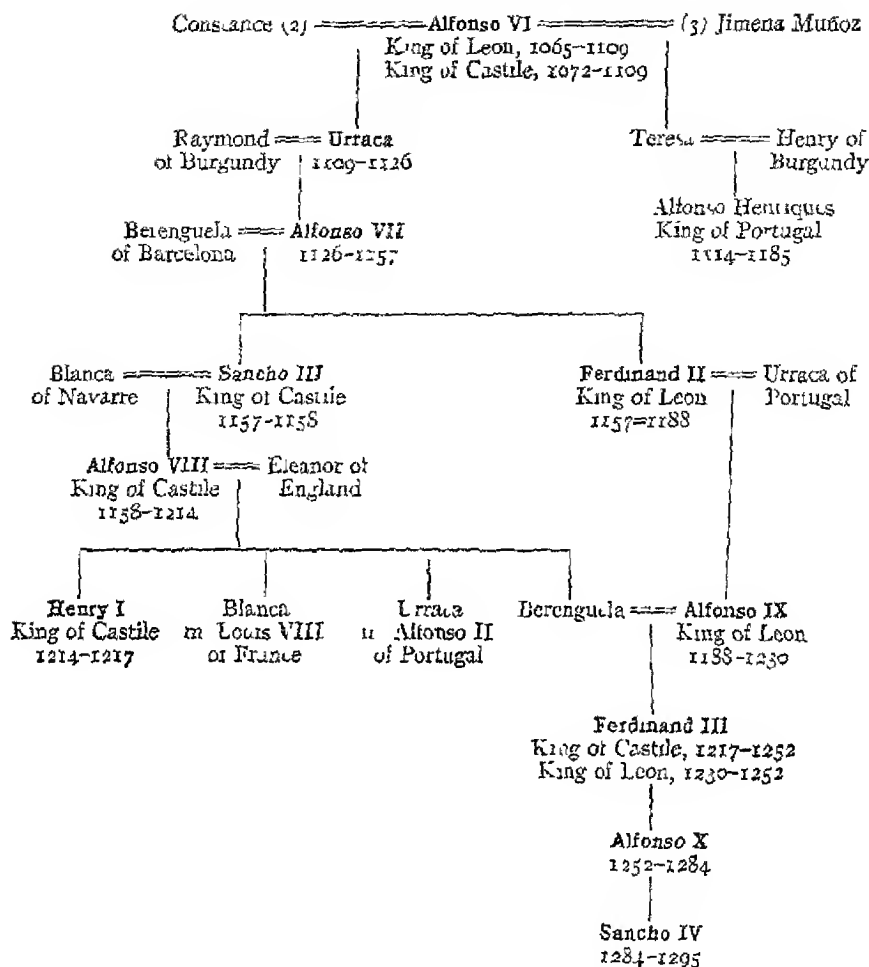 Constance (2) Alfonso VI (3) Jimena Muñoz
King of Leon, 1065-1109
King of Castile, 1072-1109
Raymond Urraca Teresa Henry of
of Burgundy 1109-1126 Burgundy
Alfonso Henriques
King of Portugal
1114-1185
Berenguela Alfonso VII
of Barcelona 1126-1157
Blanca Sancho III Ferdinand II Urraca of
of Navarre King of Castile King of Leon Portugal
1157-1158 1157=1188
Alfonso VIII Eleanor of
King of Castile England
1158-1214
Henry I Blanca Urraca Berenguela Alfonso IX
King of Castile m Louis VIII Alfonso II King of Leon
1214-1217 of France of Portugal 1188-1230
Ferdinand III
King of Castile, 1217-1252
King of Leon, 1230-1252
Alfonso X
1252-1284
Sancho IV
1284-1295